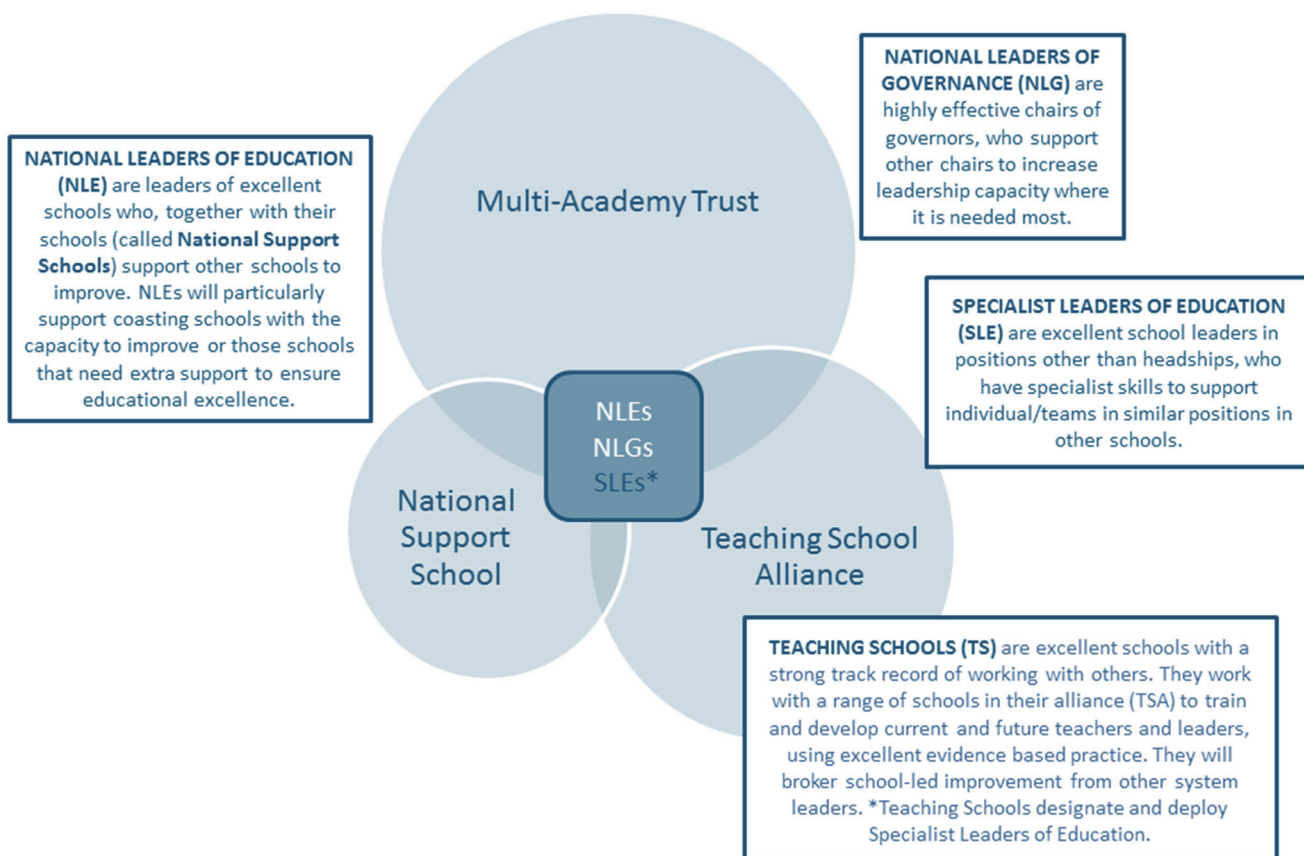 NATIONAL LEADERS OF EDUCATION
(NLE) are leaders of excellent
schools who, together with their
schools (called National Support
Schools) support other schools to
improve. NLEs will particularly
support coasting schools with the
capacity to improve or those schools
that need extra support to ensure
educational excellence.
Multi-Academy Trust
NATIONAL LEADERS OF
GOVERNANCE (NLG) are
highly effective chairs of
governors, who support
other chairs to increase
leadership capacity where
it is needed most.
SPECIALIST LEADERS OF EDUCATION
(SLE) are excellent school leaders in
positions other than headships, who
have specialist skills to support
individual/teams in similar positions in
other schools.
NLEs
NLGs
SLEs*
National
Support
School
Teaching School
Alliance
TEACHING SCHOOLS (TS) are excellent schools with a
strong track record of working with others. They work
with a range of schools in their alliance (TSA) to train
and develop current and future teachers and leaders,
using excellent evidence based practice. They will
broker school-led improvement from other system
leaders. *Teaching Schools designate and deploy
Specialist Leaders of Education.